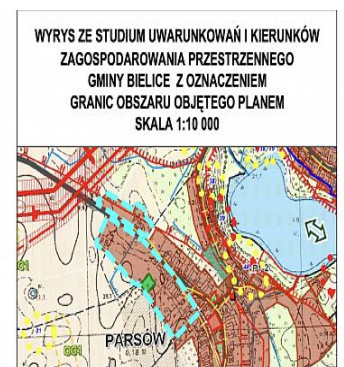 WYRYS ZE STUDIUM UWARUNKOWAŃ I KIERUNKÓW
ZAGOSPODAROWANIA PRZESTRZENNEGO
GMINY BIELICE Z OZNACZENIEM
GRANIC OBSZARU OBJĘTEGO PLANEM
SKALA 1:10 000
PARSÓW